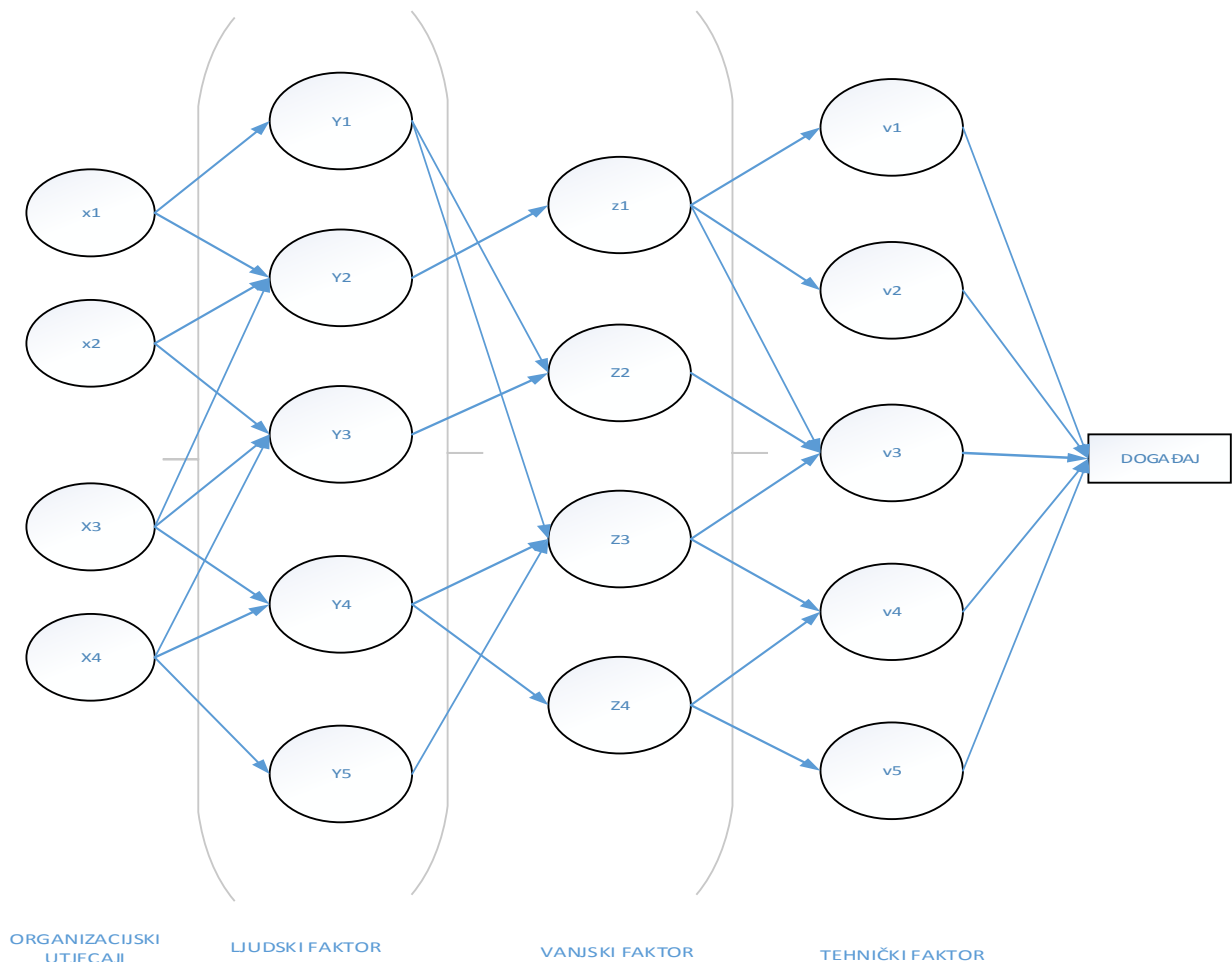 x1
x2
X3
X4
Y1
Y2
Y3
Y4
Y5
z1
Z2
Z3
Z4
v1
v2
v3
v4
v5
DOGAĐAJ
ORGANIZACIJSKI
UTJECAJI
LJUDSKI FAKTOR
VANJSKI FAKTOR
TEHNIČKI FAKTOR